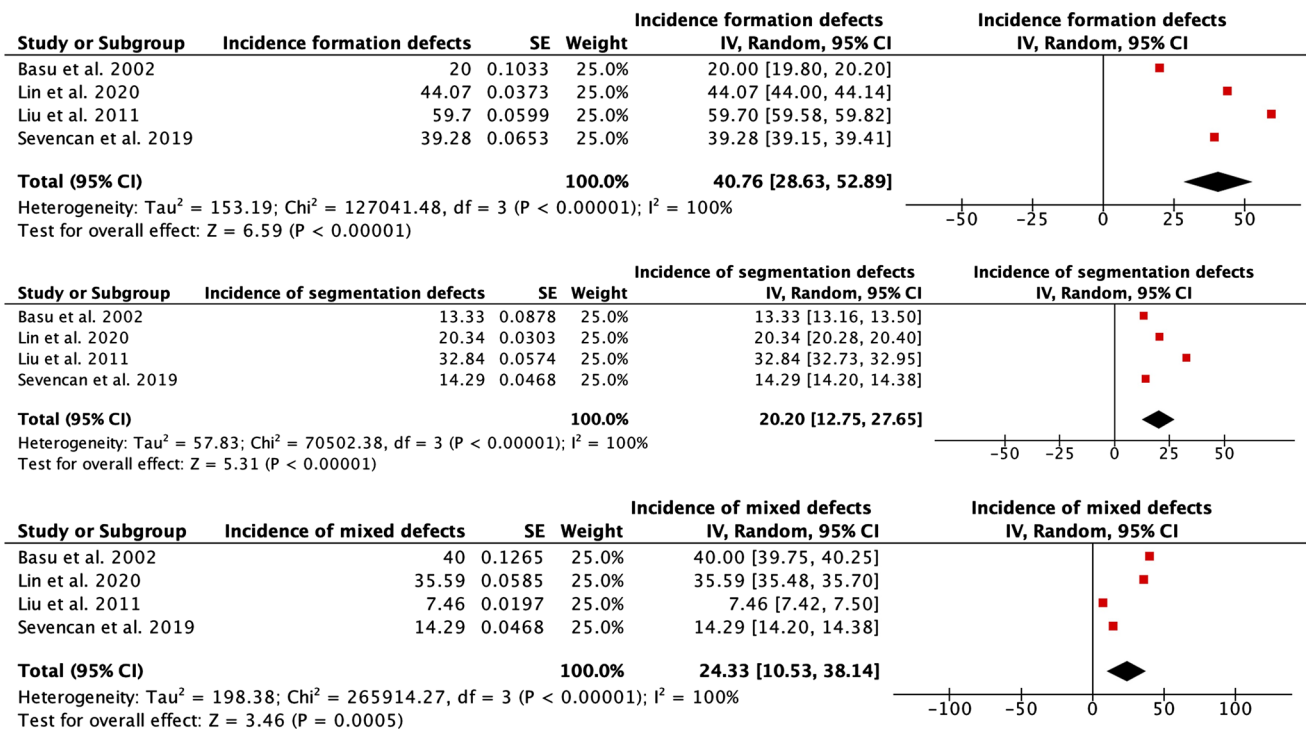 Incidence formation defects Incidence formation defects
Study or Subgroup Incidence formation defects SE Weight IV, Random, 95% CI IV, Random, 95% CI
Basu et al. 2002 20 0.1033 25.0% 20.00 [19.80, 20.20]
Lin et al. 2020 44.07 0.0373 25.0% 44.07 [44.00, 44.14]
Liu et al. 2011 59.7 0.0599 25.0% 59.70 [59.58, 59.82]
Sevencan et al. 2019 39.28 0.0653 25.0% 39.28 [39.15, 39.41]
Total (95% CI) 100.0% 40.76 [28.63, 52.89]
Heterogeneity: Tau² = 153.19; Chi² = 127041.48, df = 3 (P < 0.00001); I² = 100%
−50 −25 0 25 50
Test for overall effect: Z = 6.59 (P < 0.00001)
Incidence of segmentation defects Incidence of segmentation defects
Study or Subgroup Incidence of segmentation defects SE Weight IV, Random, 95% CI IV, Random, 95% CI
Basu et al. 2002 13.33 0.0878 25.0% 13.33 [13.16, 13.50]
Lin et al. 2020 20.34 0.0303 25.0% 20.34 [20.28, 20.40]
Liu et al. 2011 32.84 0.0574 25.0% 32.84 [32.73, 32.95]
Sevencan et al. 2019 14.29 0.0468 25.0% 14.29 [14.20, 14.38]
Total (95% CI) 100.0% 20.20 [12.75, 27.65]
Heterogeneity: Tau² = 57.83; Chi² = 70502.38, df = 3 (P < 0.00001); I² = 100%
−50 −25 0 25 50
Test for overall effect: Z = 5.31 (P < 0.00001)
Incidence of mixed defects Incidence of mixed defects
Study or Subgroup Incidence of mixed defects SE Weight IV, Random, 95% CI IV, Random, 95% CI
Basu et al. 2002 40 0.1265 25.0% 40.00 [39.75, 40.25]
Lin et al. 2020 35.59 0.0585 25.0% 35.59 [35.48, 35.70]
Liu et al. 2011 7.46 0.0197 25.0% 7.46 [7.42, 7.50]
Sevencan et al. 2019 14.29 0.0468 25.0% 14.29 [14.20, 14.38]
Total (95% CI) 100.0% 24.33 [10.53, 38.14]
Heterogeneity: Tau² = 198.38; Chi² = 265914.27, df = 3 (P < 0.00001); I² = 100%
−100 −50 0 50 100
Test for overall effect: Z = 3.46 (P = 0.0005)